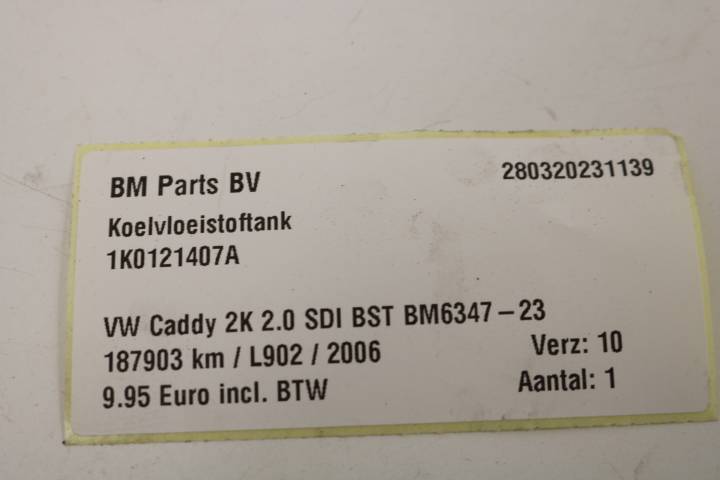 BM Parts BV 280320231139
Koelvloeistoftank
1K0121407A
VW Caddy 2K 2.0 SDI BST BM6347-23
187903 km / L902 / 2006 Verz: 10
9.95 Euro incl. BTW Aantal: 1